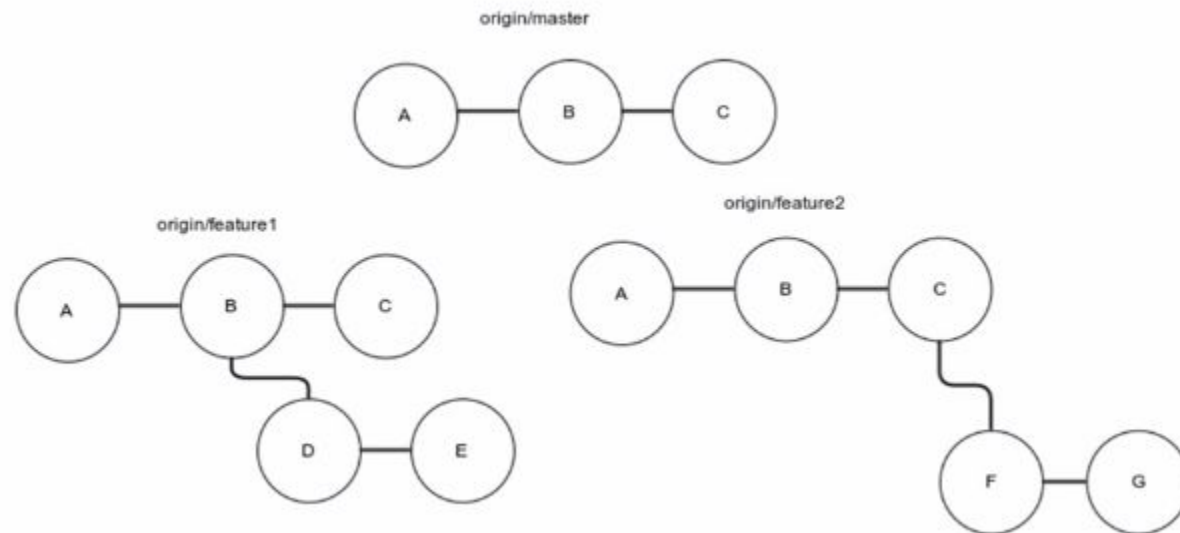 origin/master
A B C
origin/feature1
A B C
D E
origin/feature2
A B C
F G